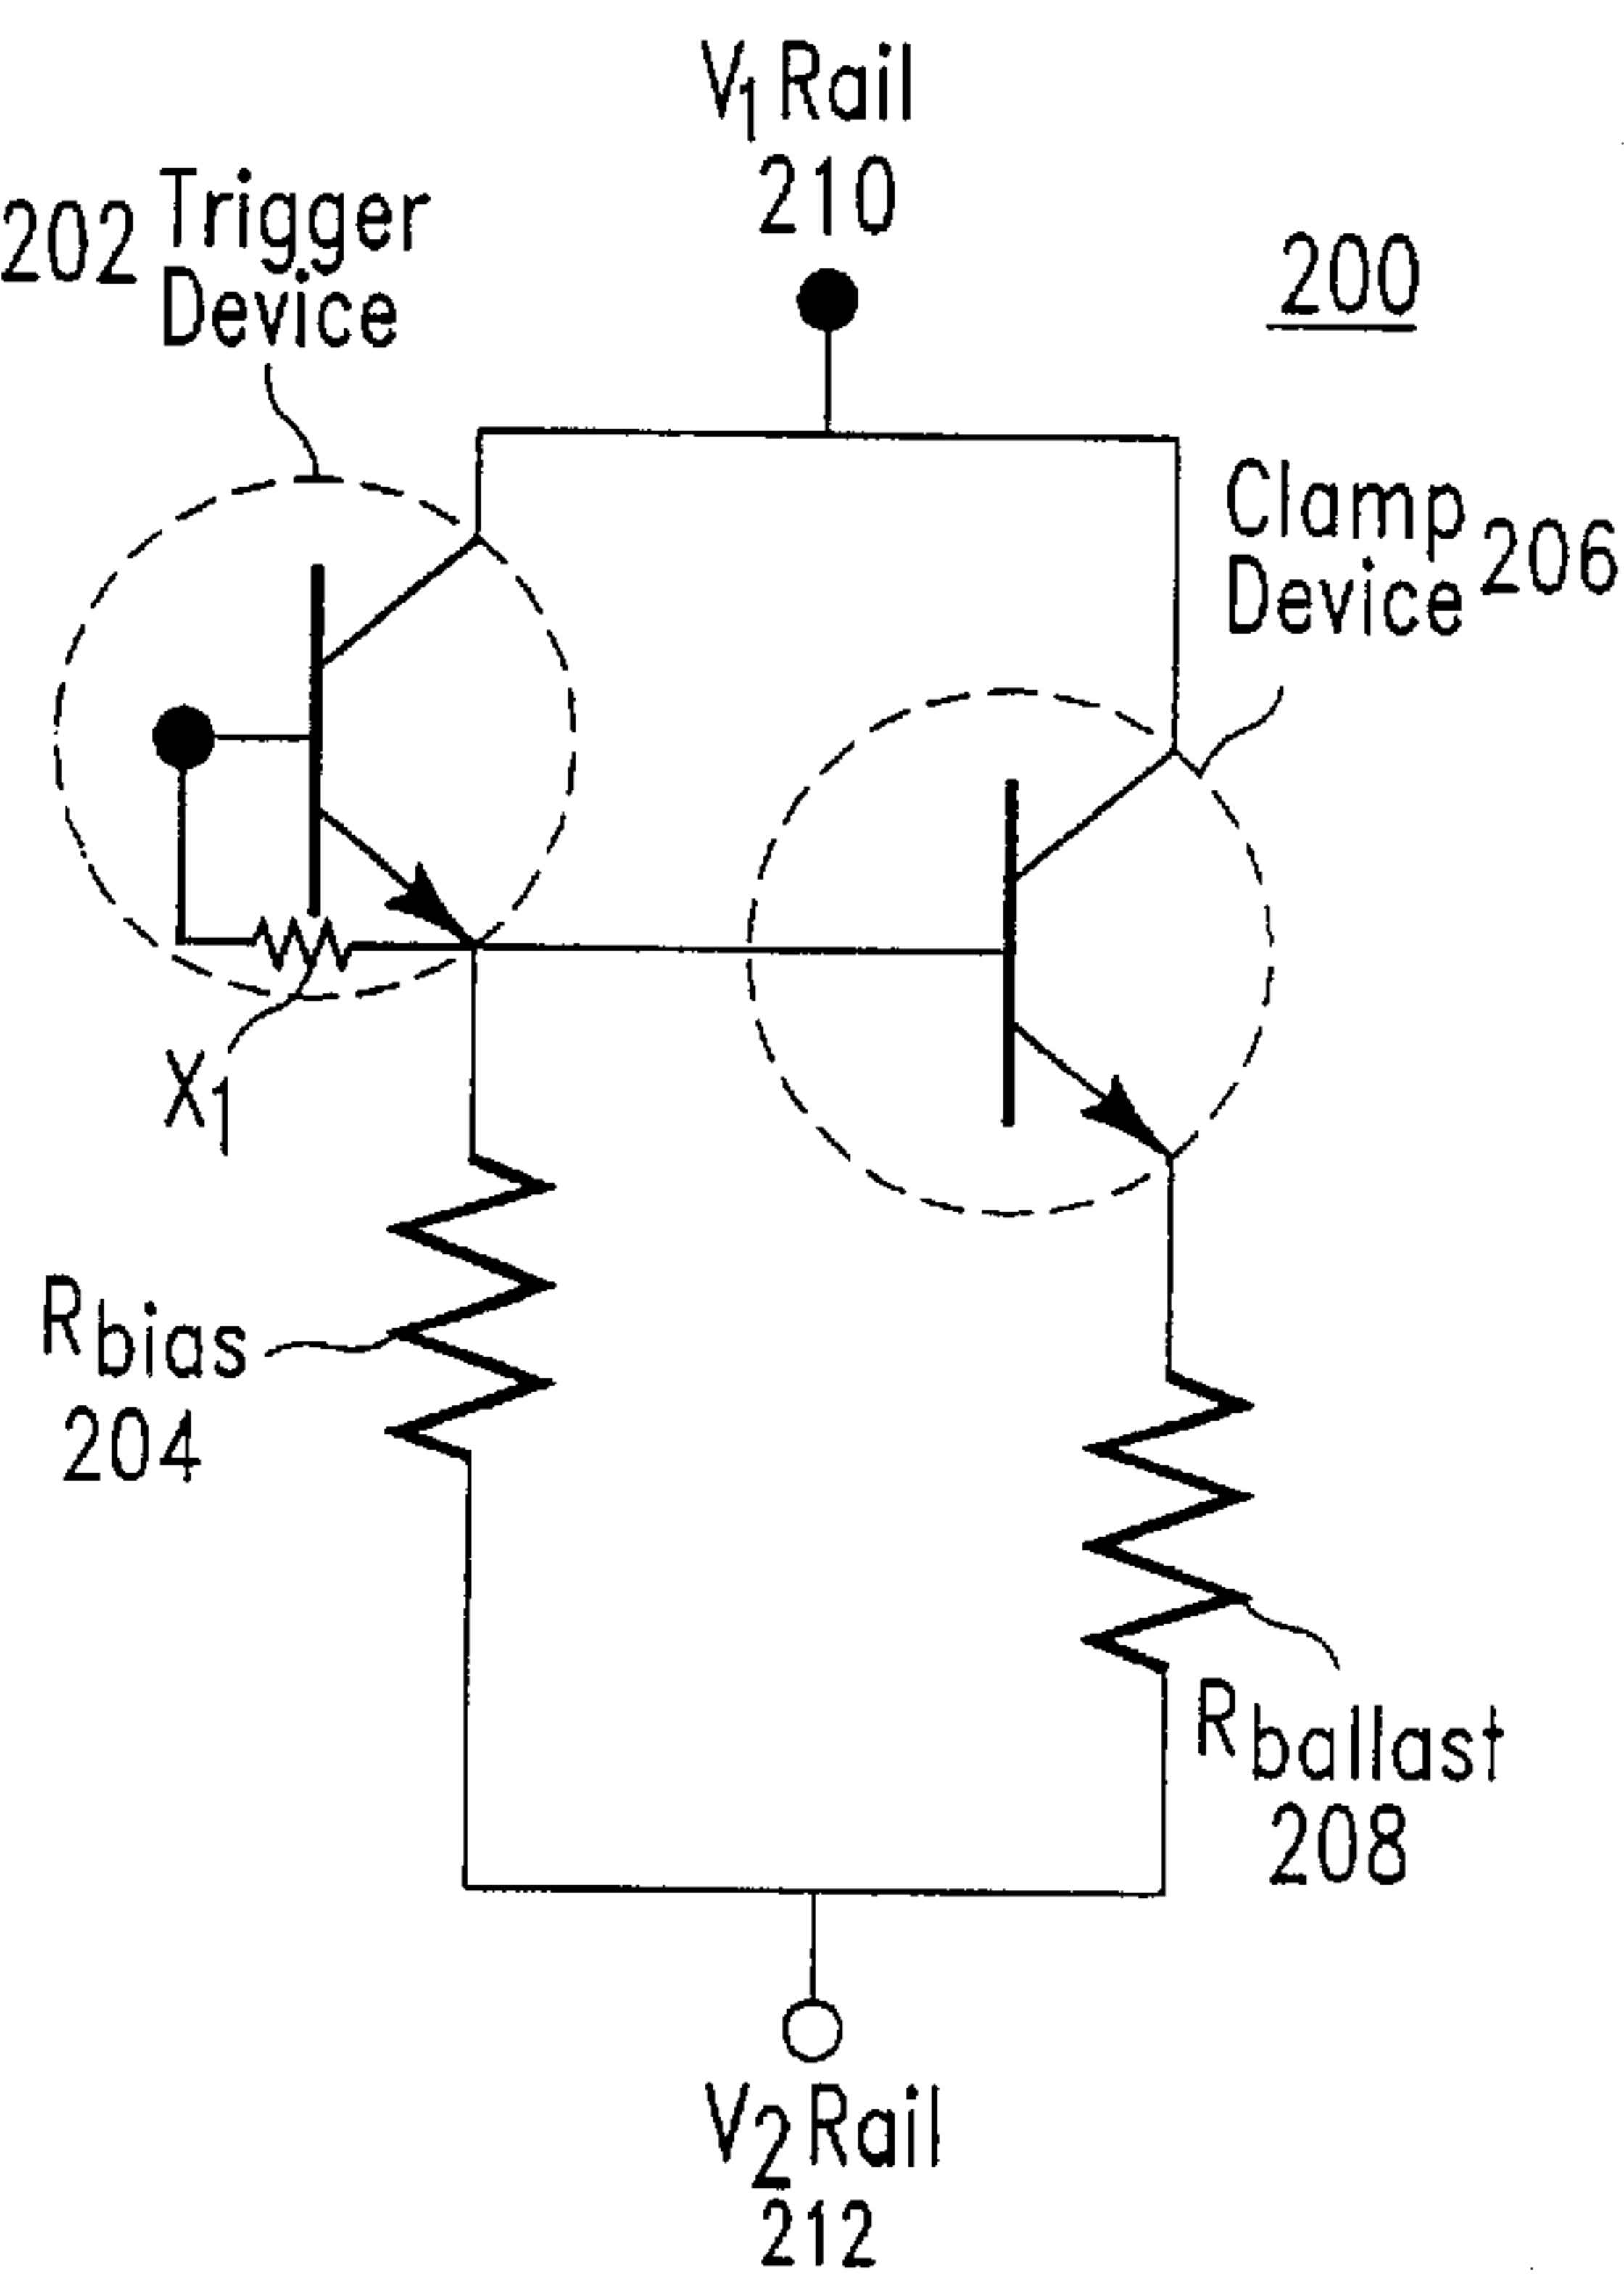 V1 Rail
210
200
202 Trigger
Device
Clamp
Device 206
X1
Rbias
204
Rballast
208
V2 Rail
212